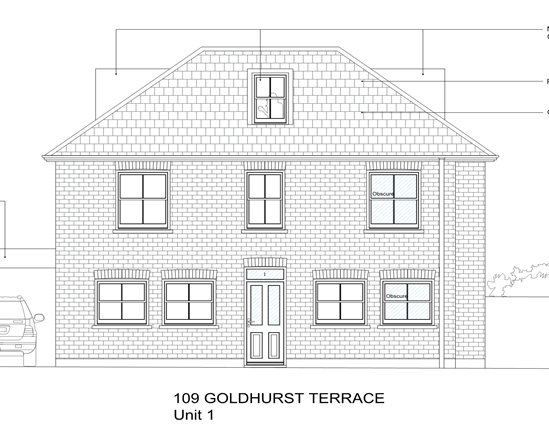 Obscure
Obscure
1
109 GOLDHURST TERRACE
Unit 1